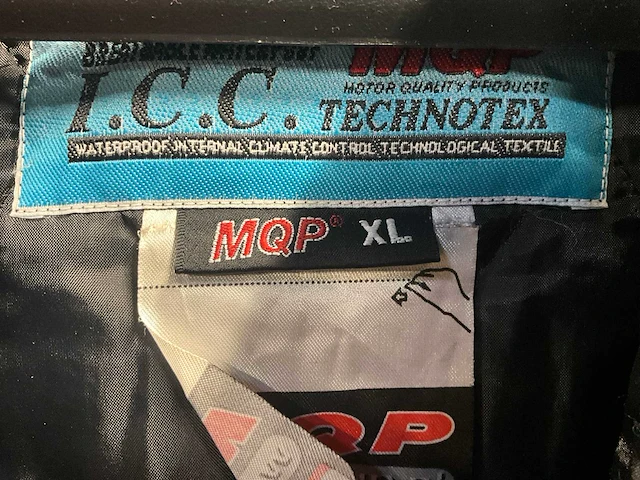 MQP
MOTOR QUALITY PRODUCTS
I.C.C. TECHNOTEX
WATERPROOF INTERNAL CLIMATE CONTROL TECHNOLOGICAL TEXTILE
MQP® XL
MQP